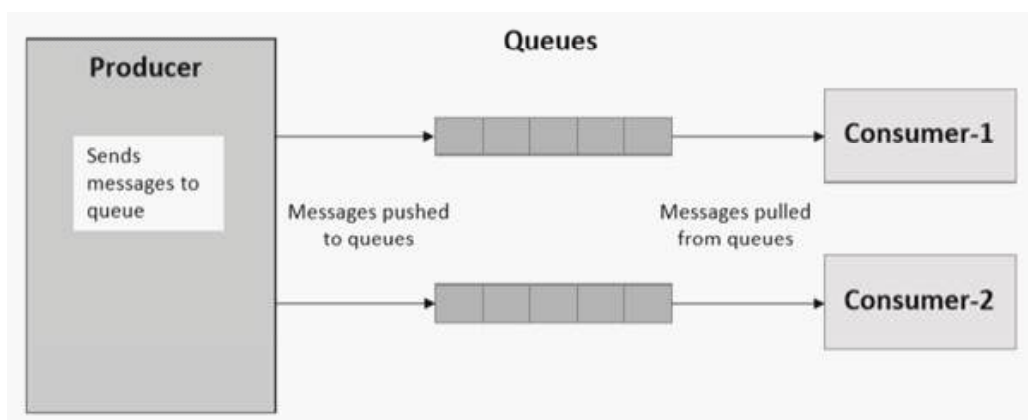 Queues
Producer
Sends
messages to
queue
Messages pushed
to queues
Messages pulled
from queues
Consumer-1
Consumer-2